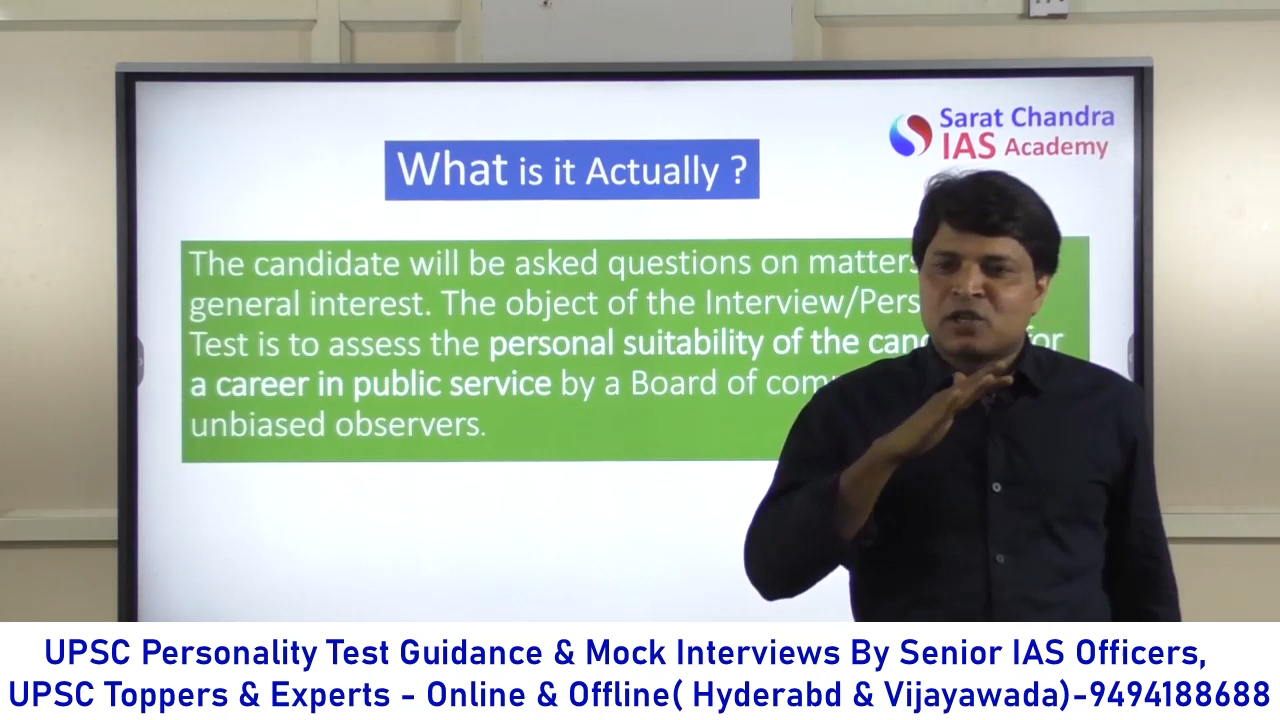 Sarat Chandra
IAS Academy
What is it Actually ?
The candidate will be asked questions on matters
general interest. The object of the Interview/Pers
Test is to assess the personal suitability of the can for
a career in public service by a Board of com
unbiased observers.
UPSC Personality Test Guidance & Mock Interviews By Senior IAS Officers,
UPSC Toppers & Experts - Online & Offline( Hyderabd & Vijayawada)-9494188688